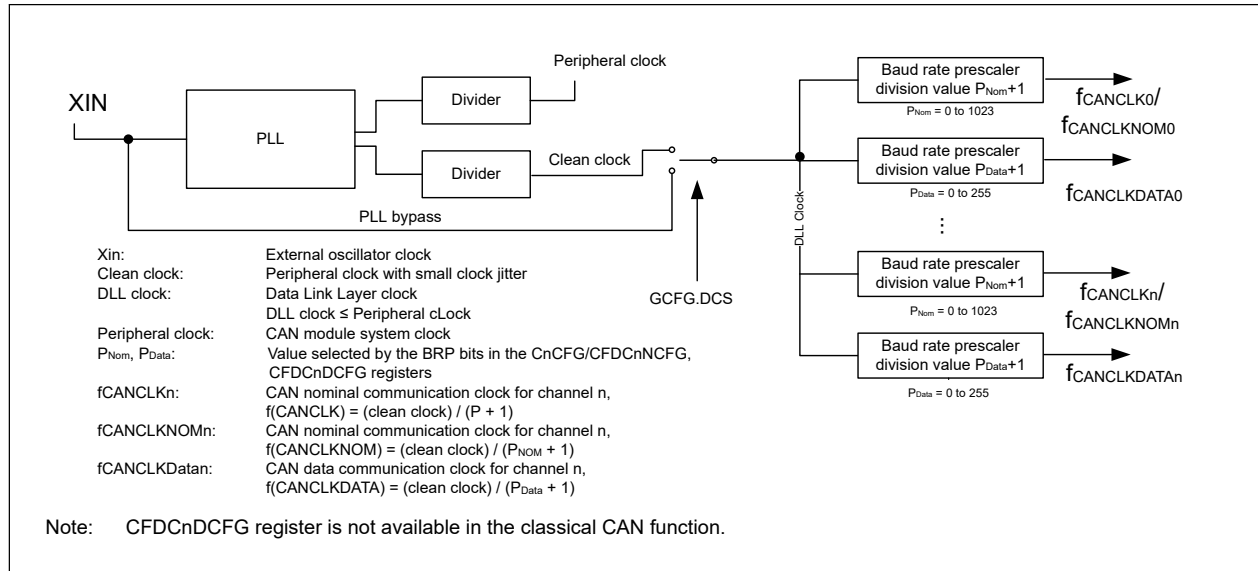 Peripheral clock
XIN
PLL
Divider
Divider
Clean clock
PLL bypass
GCFG.DCS
DLL Clock
Baud rate prescaler
division value PNom+1
PNom = 0 to 1023
fCANCLK0/
fCANCLKNOM0
Baud rate prescaler
division value PData+1
PData = 0 to 255
fCANCLKDATA0
⋮
Baud rate prescaler
division value PNom+1
PNom = 0 to 1023
fCANCLKn/
fCANCLKNOMn
Baud rate prescaler
division value PData+1
PData = 0 to 255
fCANCLKDATAn
Xin: External oscillator clock
Clean clock: Peripheral clock with small clock jitter
DLL clock: Data Link Layer clock
DLL clock ≤ Peripheral cLock
Peripheral clock: CAN module system clock
PNom, PData: Value selected by the BRP bits in the CnCFG/CFDCnNCFG,
CFDCnDCFG registers
fCANCLKn: CAN nominal communication clock for channel n,
f(CANCLK) = (clean clock) / (P + 1)
fCANCLKNOMn: CAN nominal communication clock for channel n,
f(CANCLKNOM) = (clean clock) / (PNOM + 1)
fCANCLKDatan: CAN data communication clock for channel n,
f(CANCLKDATA) = (clean clock) / (PData + 1)
Note: CFDCnDCFG register is not available in the classical CAN function.